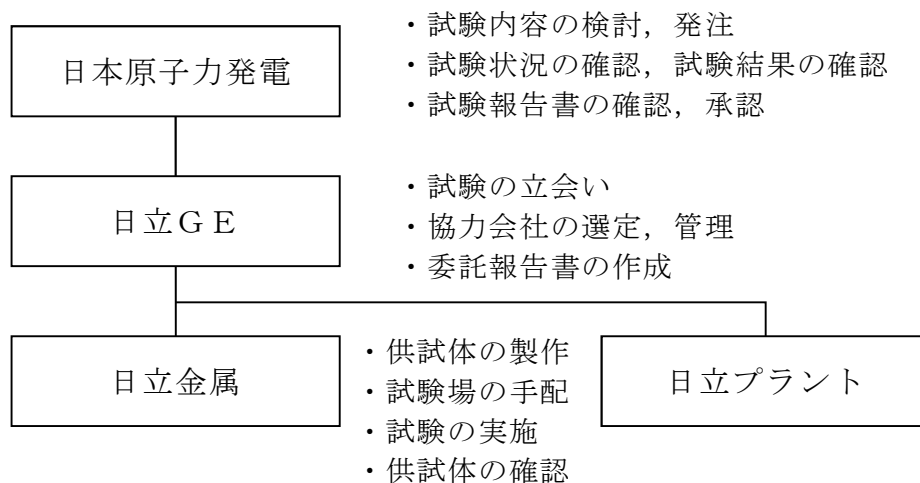 日本原子力発電
・試験内容の検討，発注
・試験状況の確認，試験結果の確認
・試験報告書の確認，承認
日立ＧＥ
・試験の立会い
・協力会社の選定，管理
・委託報告書の作成
日立金属
・供試体の製作
・試験場の手配
・試験の実施
・供試体の確認
日立プラント